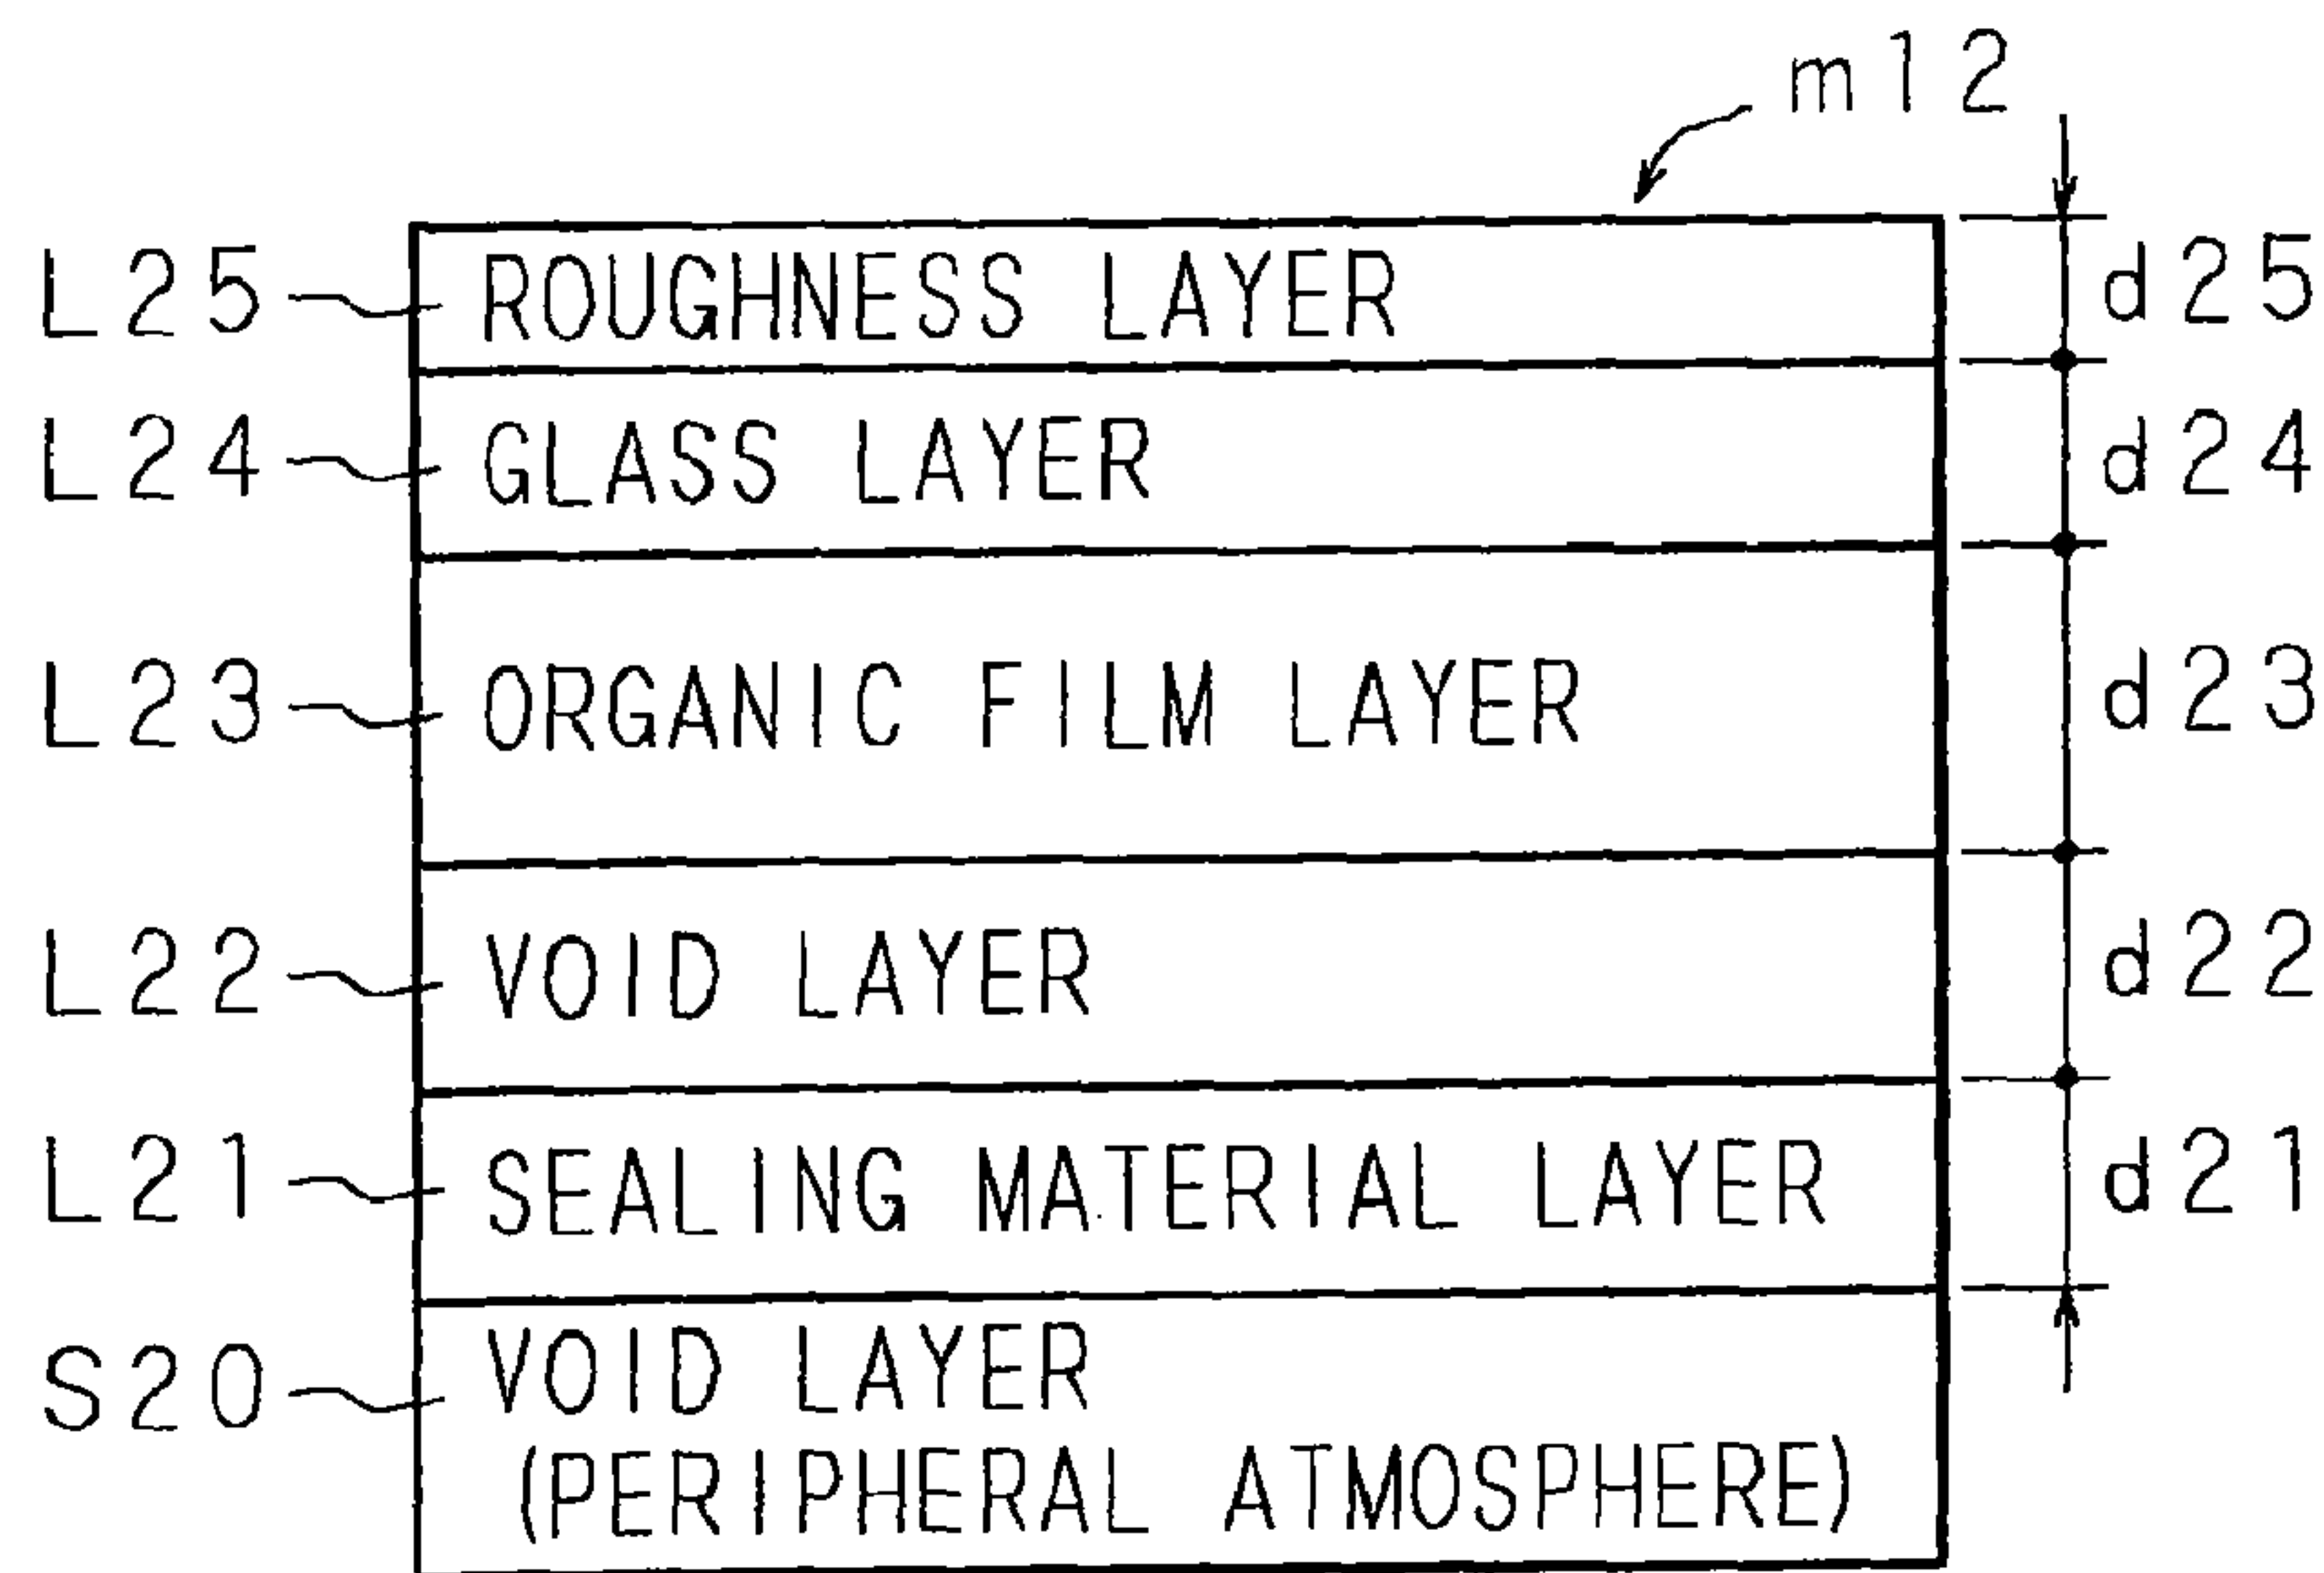 m12
L25 ROUGHNESS LAYER d25
L24 GLASS LAYER d24
L23 ORGANIC FILM LAYER d23
L22 VOID LAYER d22
L21 SEALING MATERIAL LAYER d21
S20 VOID LAYER
(PERIPHERAL ATMOSPHERE)